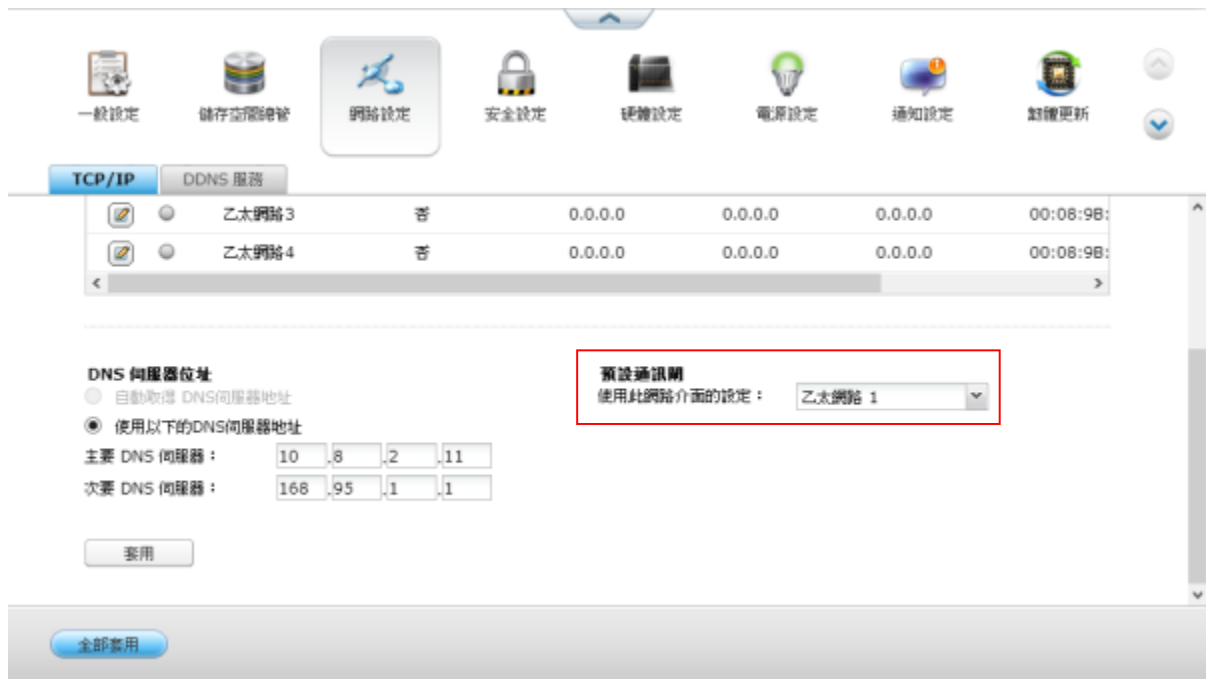 一般設定 儲存空間總管 網路設定 安全設定 硬體設定 電源設定 通知設定 韌體更新
TCP/IP DDNS 服務
乙太網路3 否 0.0.0.0 0.0.0.0 0.0.0.0 00:08:9B:
乙太網路4 否 0.0.0.0 0.0.0.0 0.0.0.0 00:08:9B:
DNS 伺服器位址
自動取得 DNS伺服器地址
使用以下的DNS伺服器地址
主要 DNS 伺服器： 10 .8 .2 .11
次要 DNS 伺服器： 168 .95 .1 .1
套用
預設通訊閘
使用此網路介面的設定： 乙太網路 1
全部套用